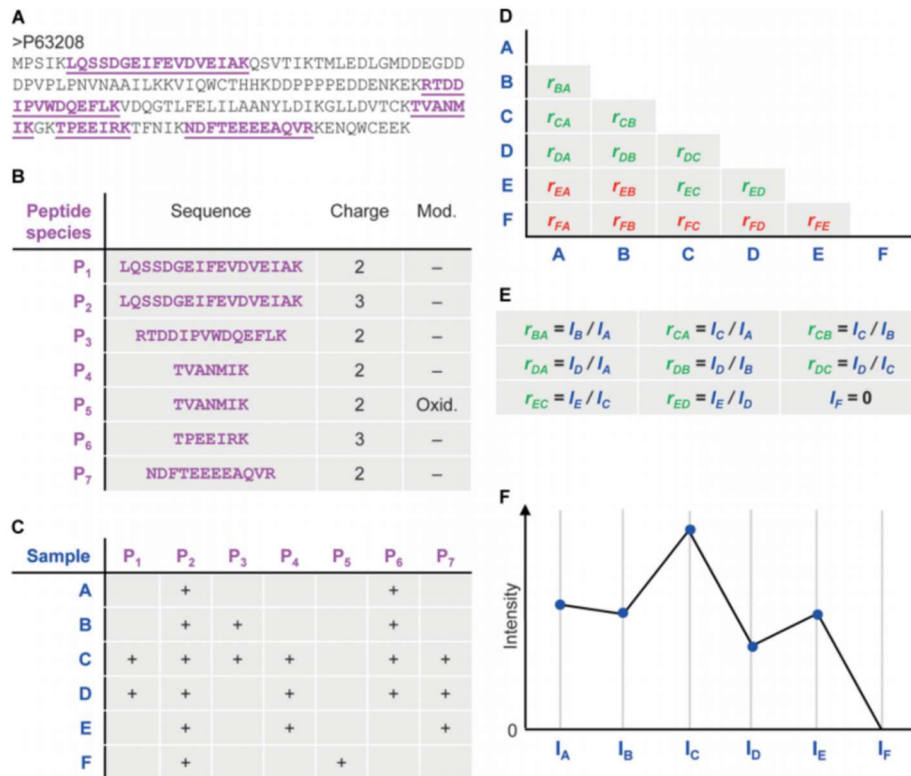 A
>P63208
MPSIKLQSSDGEIFEVDVEIAKQSVTIKTMLEDLGMDDEGDD
DPVPLPNVNAAILKKVIQWCTHHKDDPPPPEDDENKEKRTDD
IPVWDQEFLKVDQGTLFELILAANYLDIKGLLDVTCKTVANM
IKGKTPEEIRKTFNIKNDFTEEEEAQVRKENQWCEEK
B
Peptide species Sequence Charge Mod.
P1 LQSSDGEIFEVDVEIAK 2 –
P2 LQSSDGEIFEVDVEIAK 3 –
P3 RTDDIPVWDQEFLK 2 –
P4 TVANMIK 2 –
P5 TVANMIK 2 Oxid.
P6 TPEEIRK 3 –
P7 NDFTEEEEAQVR 2 –
C
Sample P1 P2 P3 P4 P5 P6 P7
A + +
B + + +
C + + + + + +
D + + + + +
E + + +
F + +
D
A
B rBA
C rCA rCB
D rDA rDB rDC
E rEA rEB rEC rED
F rFA rFB rFC rFD rFE
A B C D E F
E
rBA = IB / IA rCA = IC / IA rCB = IC / IB
rDA = ID / IA rDB = ID / IB rDC = ID / IC
rEC = IE / IC rED = IE / ID IF = 0
F
Intensity
0
IA IB IC ID IE IF